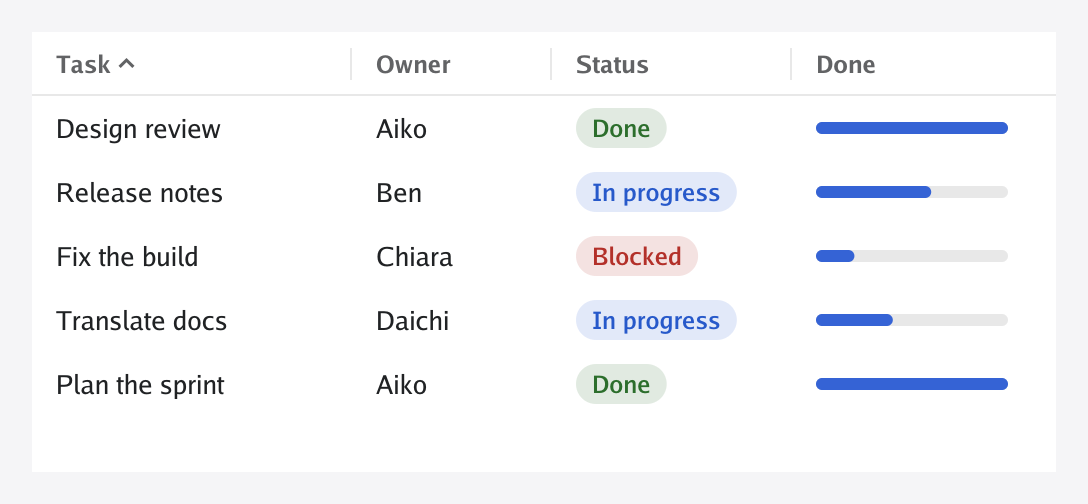 Task Owner Status Done
Design review Aiko Done
Release notes Ben In progress
Fix the build Chiara Blocked
Translate docs Daichi In progress
Plan the sprint Aiko Done